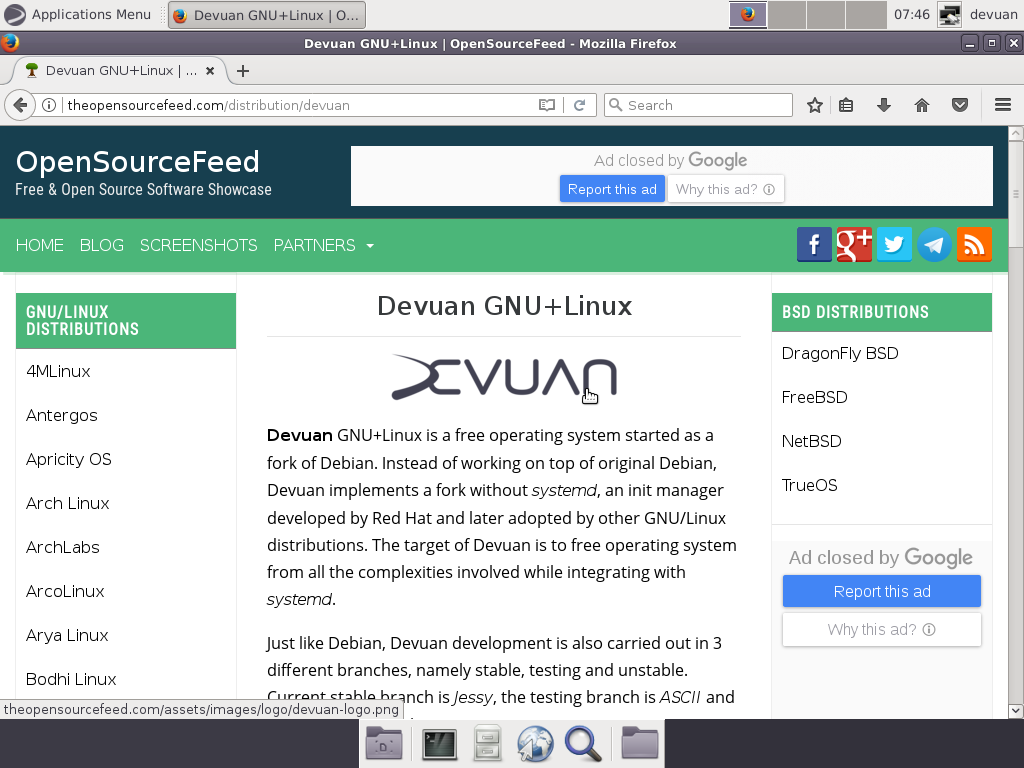 Applications Menu
Devuan GNU+Linux | O...
07:46
devuan
Devuan GNU+Linux | OpenSourceFeed - Mozilla Firefox
Devuan GNU+Linux | ...
theopensourcefeed.com/distribution/devuan
Search
OpenSourceFeed
Free & Open Source Software Showcase
Ad closed by Google
Report this ad
Why this ad?
HOME
BLOG
SCREENSHOTS
PARTNERS
GNU/LINUX
DISTRIBUTIONS
4MLinux
Antergos
Apricity OS
Arch Linux
ArchLabs
ArcoLinux
Arya Linux
Bodhi Linux
Devuan GNU+Linux
DEVUAN
Devuan GNU+Linux is a free operating system started as a
fork of Debian. Instead of working on top of original Debian,
Devuan implements a fork without systemd, an init manager
developed by Red Hat and later adopted by other GNU/Linux
distributions. The target of Devuan is to free operating system
from all the complexities involved while integrating with
systemd.
Just like Debian, Devuan development is also carried out in 3
different branches, namely stable, testing and unstable.
Current stable branch is Jessy, the testing branch is ASCII and
BSD DISTRIBUTIONS
DragonFly BSD
FreeBSD
NetBSD
TrueOS
Ad closed by Google
Report this ad
Why this ad?
theopensourcefeed.com/assets/images/logo/devuan-logo.png